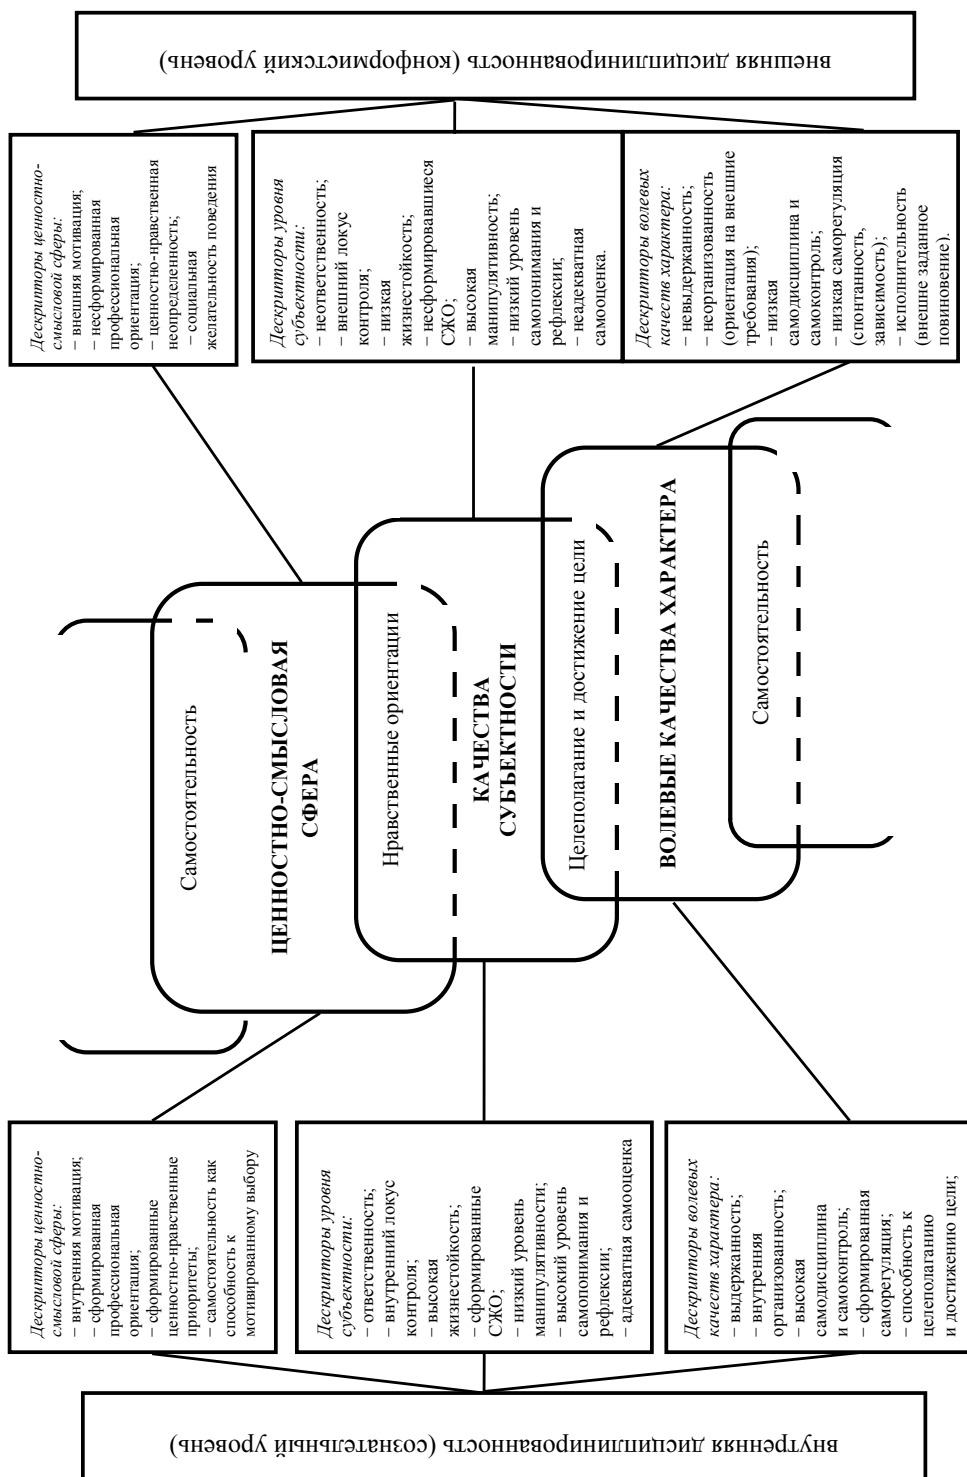 внутренняя дисциплинированность (сознательный уровень)
Дескрипторы ценностно-
смысловой сферы:
– внутренняя мотивация;
– сформированная
профессиональная
ориентация;
– сформированные
ценностно-нравственные
приоритеты;
– самостоятельность как
способность к
мотивированному выбору
Дескрипторы уровня
субъектности:
– ответственность;
– внутренний локус
контроля;
– высокая
жизнестойкость;
– сформированные
СЖО;
– низкий уровень
манипулятивности;
– высокий уровень
самопонимания и
рефлексии;
– адекватная самооценка
Дескрипторы волевых
качеств характера:
– выдержанность;
– внутренняя
организованность;
– высокая
самодисциплина
и самоконтроль;
– сформированная
саморегуляция;
– способность к
целеполаганию
и достижению цели;
Самостоятельность
ЦЕННОСТНО-СМЫСЛОВАЯ
СФЕРА
Нравственные ориентации
КАЧЕСТВА
СУБЪЕКТНОСТИ
Целеполагание и достижение цели
ВОЛЕВЫЕ КАЧЕСТВА ХАРАКТЕРА
Самостоятельность
Дескрипторы ценностно-
смысловой сферы:
– внешняя мотивация;
– несформированная
профессиональная
ориентация;
– ценностно-нравственная
неопределенность;
– социальная
желательность поведения
Дескрипторы уровня
субъектности:
– неответственность;
– внешний локус
контроля;
– низкая
жизнестойкость;
– несформировавшиеся
СЖО;
– высокая
манипулятивность;
– низкий уровень
самопонимания и
рефлексии;
– неадекватная
самооценка.
Дескрипторы волевых
качеств характера:
– невыдержанность;
– неорганизованность
(ориентация на внешние
требования);
– низкая
самодисциплина и
самоконтроль;
– низкая саморегуляция
(спонтанность,
зависимость);
– исполнительность
(внешне заданное
повиновение).
внешняя дисциплинированность (конформистский уровень)